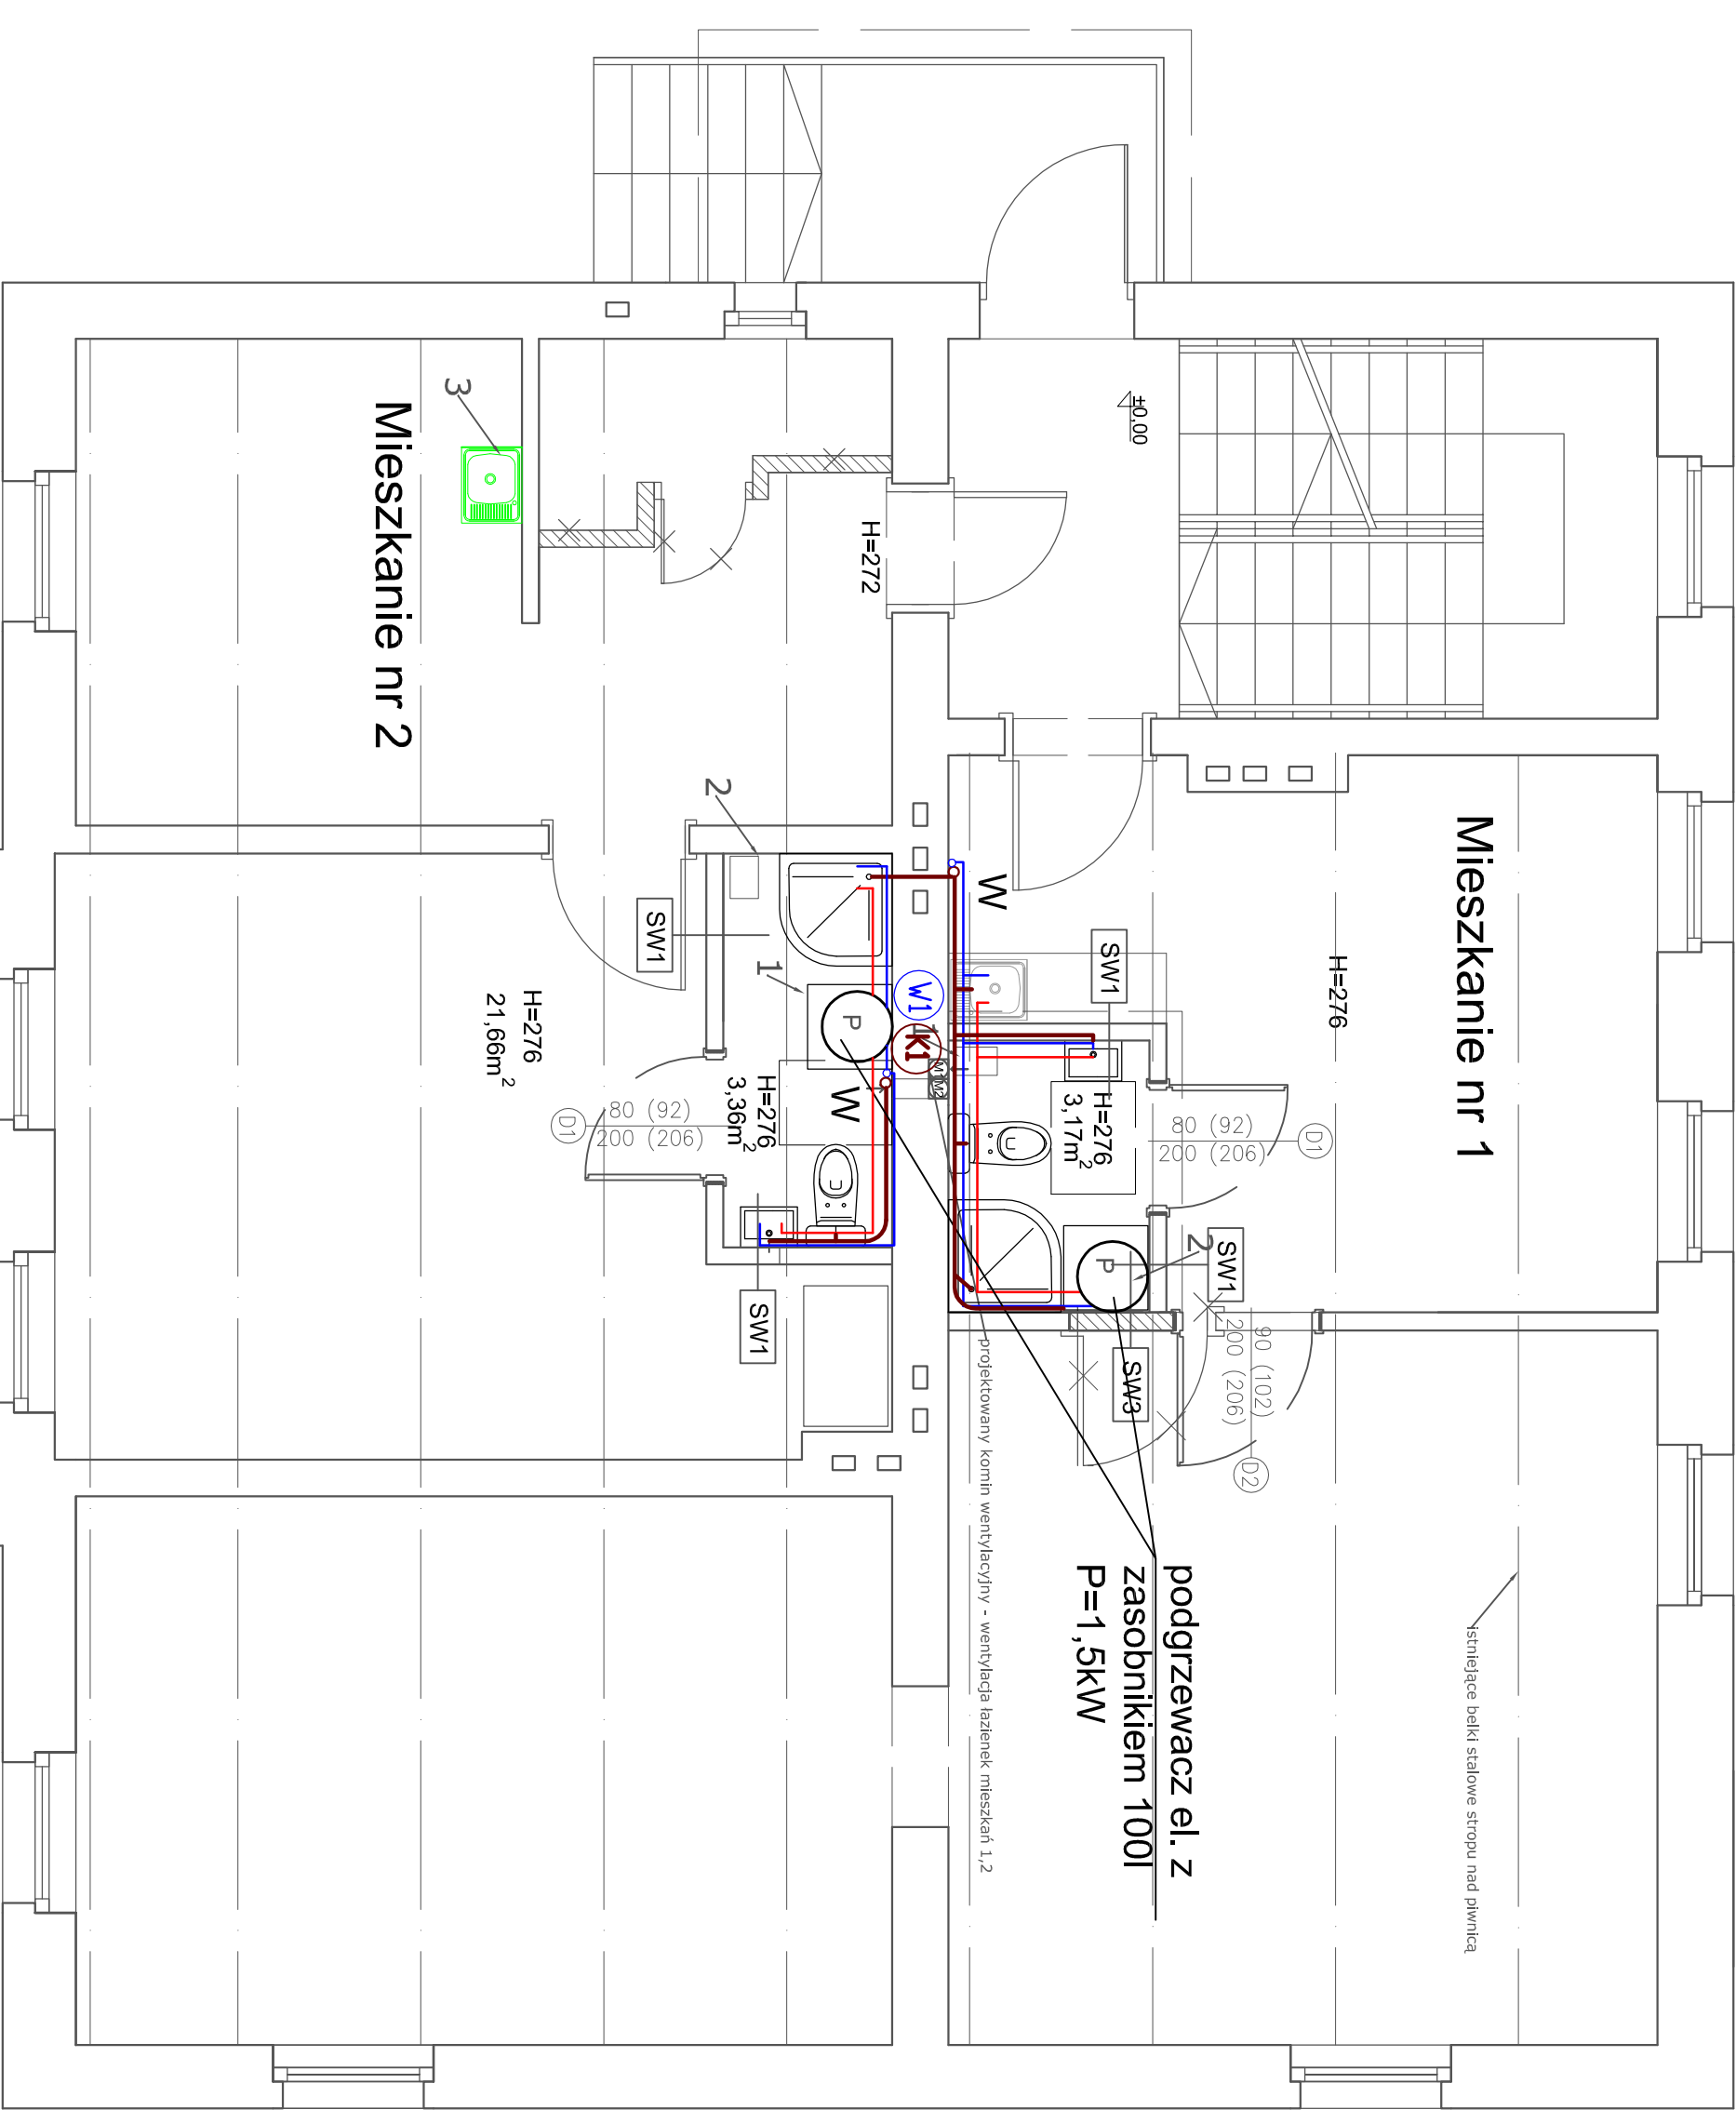 Mieszkanie nr 1
H=276
±0,00
W
SW1
H=276
3,17m2
80 (92)
200 (206)
D1
SW1
2
P
SW3
90 (102)
200 (206)
D2
istniejące belki stalowe stropu nad piwnicą
podgrzewacz el. z
zasobnikiem 100l
P=1,5kW
projektowany komin wentylacyjny - wentylacja łazienek mieszkań 1,2
W1
K1
1
M1
M2
H=272
Mieszkanie nr 2
3
2
SW1
1
P
W
H=276
3,36m2
H=276
21,66m2
80 (92)
200 (206)
D1
SW1